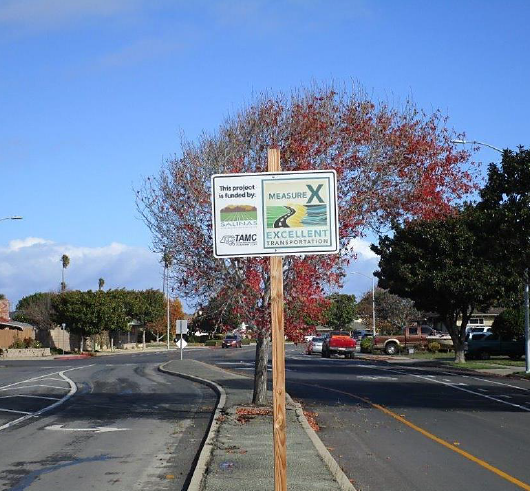 This project
is funded by:
SALINAS
TAMC
MEASURE X
EXCELLENT
TRANSPORTATION